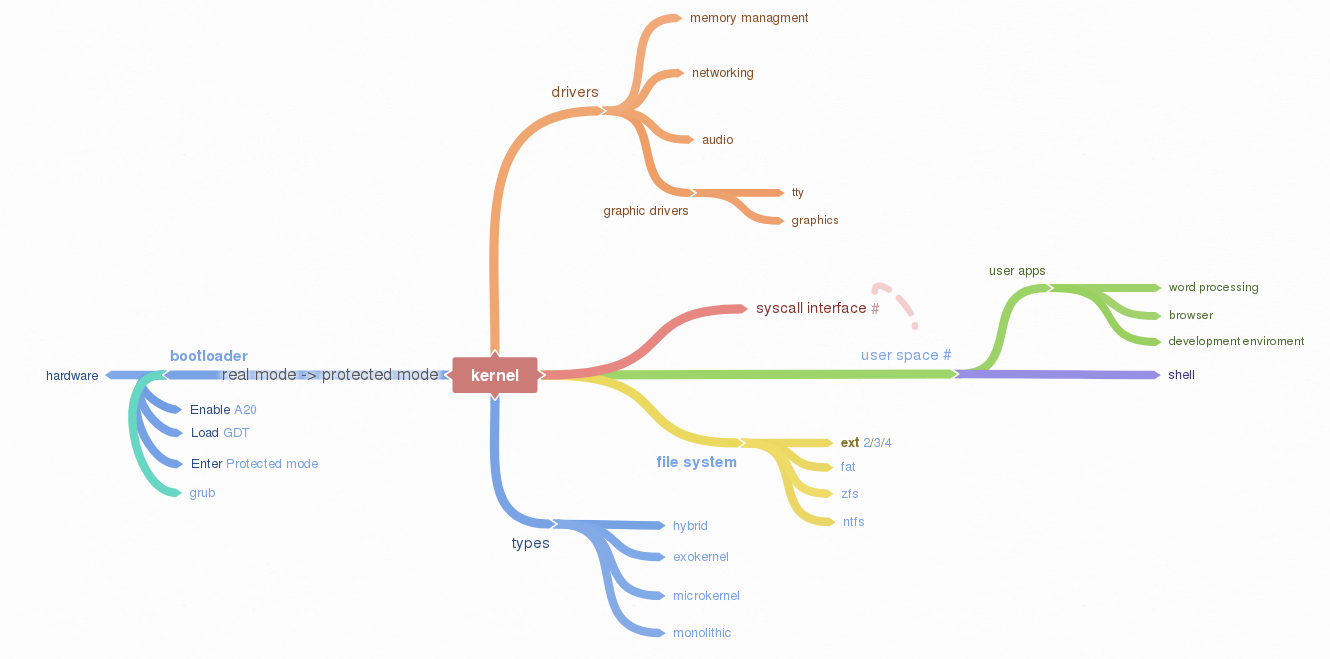 memory managment
networking
drivers
audio
tty
graphic drivers
graphics
user apps
word processing
syscall interface #
browser
development enviroment
user space #
bootloader
hardware
real mode -> protected mode
kernel
shell
Enable A20
Load GDT
Enter Protected mode
grub
file system
ext 2/3/4
fat
zfs
ntfs
types
hybrid
exokernel
microkernel
monolithic